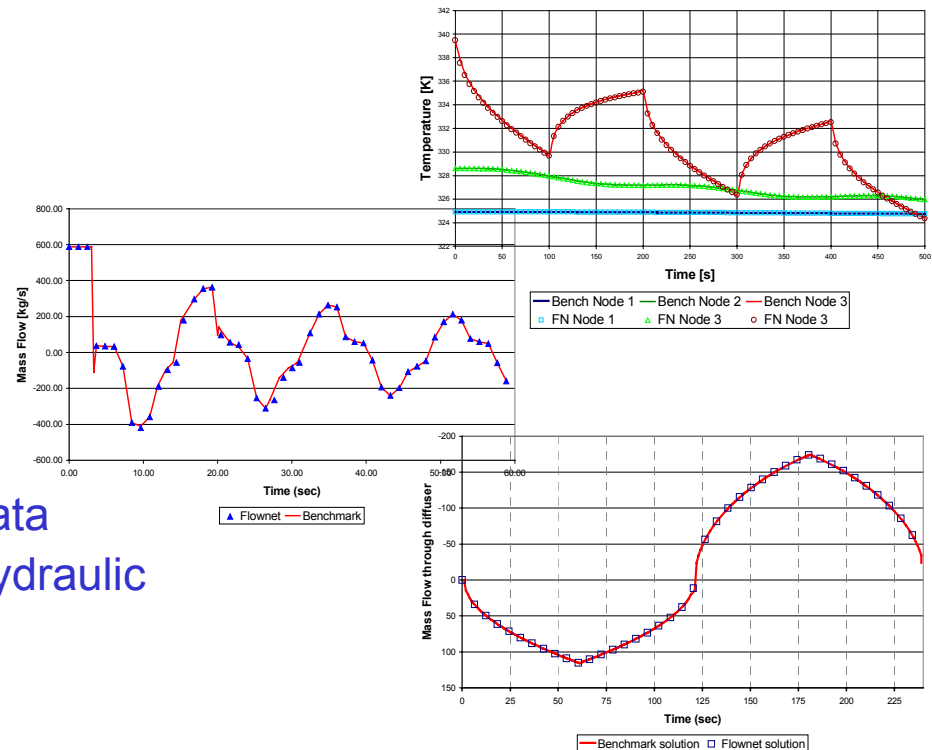 342
340
338
336
334
332
330
328
326
324
322
Temperature [K]
0 50 100 150 200 250 300 350 400 450 500
Time [s]
Bench Node 1 Bench Node 2 Bench Node 3
FN Node 1 FN Node 3 FN Node 3
800.00
600.00
400.00
200.00
0.00
-200.00
-400.00
-600.00
Mass Flow [kg/s]
0.00 10.00 20.00 30.00 40.00 50.00 60.00
Time (sec)
Flownet Benchmark
ata
ydraulic
-200
-150
-100
-50
0
50
100
150
Mass Flow through diffuser
0 25 50 75 100 125 150 175 200 225
Time (sec)
Benchmark solution Flownet solution